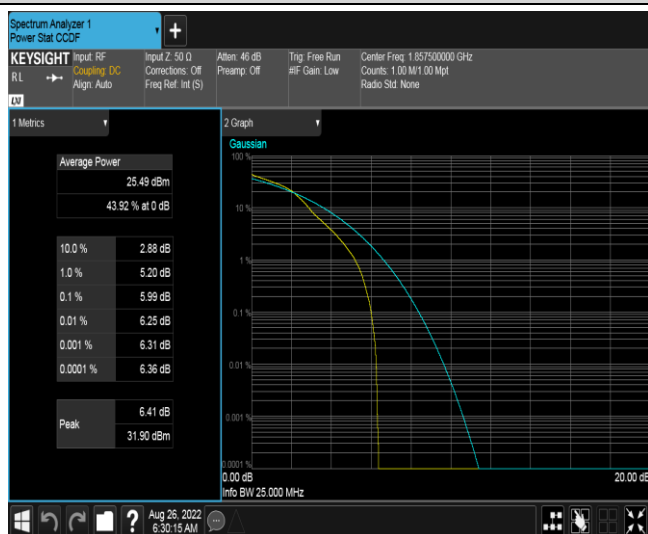 Spectrum Analyzer 1
Power Stat CCDF
+
KEYSIGHT
RL
LXI
Input: RF
Coupling: DC
Align: Auto
Input Z: 50 Ω
Corrections: Off
Freq Ref: Int (S)
Atten: 46 dB
Preamp: Off
Trig: Free Run
#IF Gain: Low
Center Freq: 1.857500000 GHz
Counts: 1.00 M/1.00 Mpt
Radio Std: None
1 Metrics
Average Power
25.49 dBm
43.92 % at 0 dB
10.0 % 2.88 dB
1.0 % 5.20 dB
0.1 % 5.99 dB
0.01 % 6.25 dB
0.001 % 6.31 dB
0.0001 % 6.36 dB
Peak
6.41 dB
31.90 dBm
2 Graph
Gaussian
100 %
10 %
1 %
0.1 %
0.01 %
0.001 %
0.0001 %
0.00 dB 20.00 dB
Info BW 25.000 MHz
?
Aug 26, 2022
6:30:15 AM